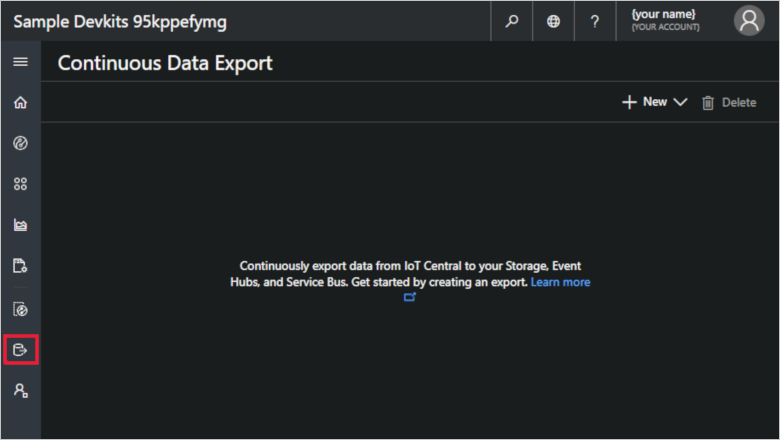 Sample Devkits 95kppefymg
?
{your name}
{YOUR ACCOUNT}
Continuous Data Export
New
Delete
Continuously export data from IoT Central to your Storage, Event
Hubs, and Service Bus. Get started by creating an export. Learn more